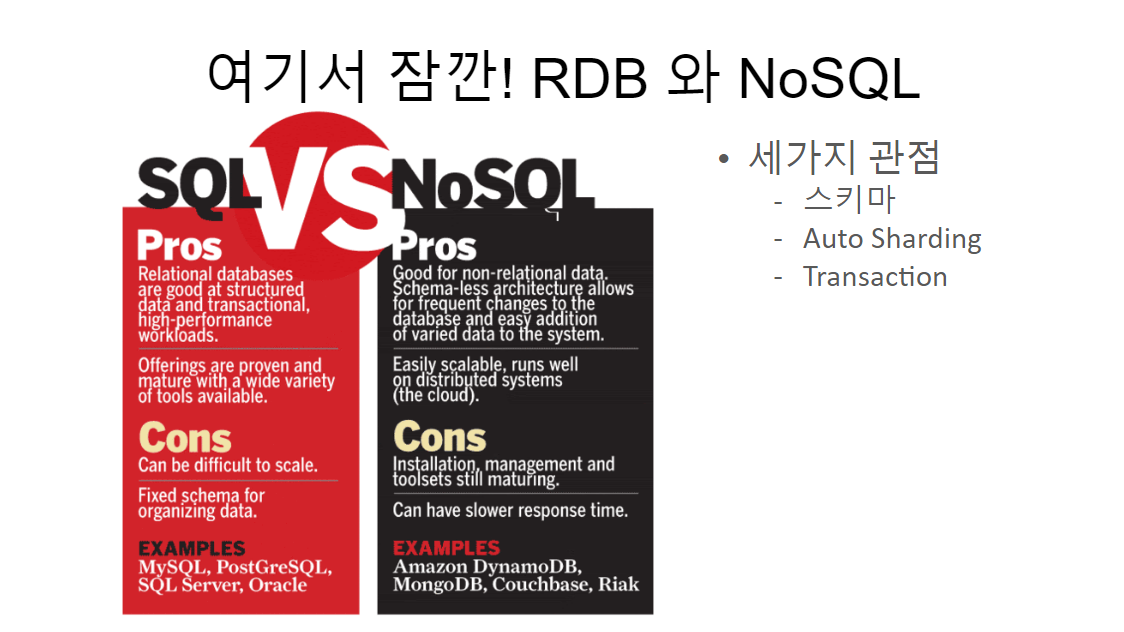 여기서 잠깐! RDB 와 NoSQL
SQL VS NoSQL
Pros
Relational databases
are good at structured
data and transactional,
high-performance
workloads.
Offerings are proven and
mature with a wide variety
of tools available.
Cons
Can be difficult to scale.
Fixed schema for
organizing data.
EXAMPLES
MySQL, PostGreSQL,
SQL Server, Oracle
Pros
Good for non-relational data.
Schema-less architecture allows
for frequent changes to the
database and easy addition
of varied data to the system.
Easily scalable, runs well
on distributed systems
(the cloud).
Cons
Installation, management and
toolsets still maturing.
Can have slower response time.
EXAMPLES
Amazon DynamoDB,
MongoDB, Couchbase, Riak
• 세가지 관점
- 스키마
- Auto Sharding
- Transaction